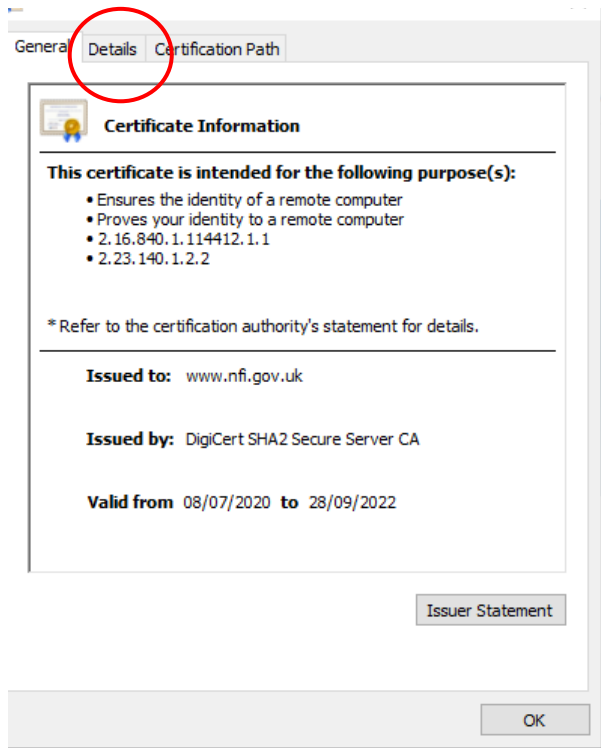 General Details Certification Path
Certificate Information
This certificate is intended for the following purpose(s):
• Ensures the identity of a remote computer
• Proves your identity to a remote computer
• 2.16.840.1.114412.1.1
• 2.23.140.1.2.2
* Refer to the certification authority's statement for details.
Issued to: www.nfi.gov.uk
Issued by: DigiCert SHA2 Secure Server CA
Valid from 08/07/2020 to 28/09/2022
Issuer Statement
OK